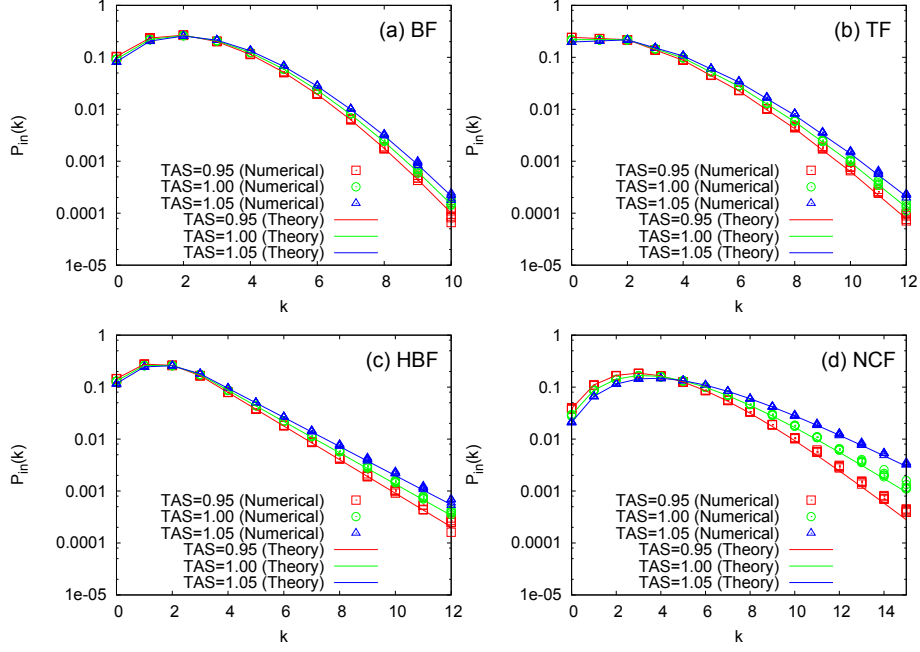 (a) BF
1
0.1
0.01
0.001
0.0001
1e-05
P_in(k)
TAS=0.95 (Numerical)
TAS=1.00 (Numerical)
TAS=1.05 (Numerical)
TAS=0.95 (Theory)
TAS=1.00 (Theory)
TAS=1.05 (Theory)
0 2 4 6 8 10
k
(b) TF
1
0.1
0.01
0.001
0.0001
1e-05
P_in(k)
TAS=0.95 (Numerical)
TAS=1.00 (Numerical)
TAS=1.05 (Numerical)
TAS=0.95 (Theory)
TAS=1.00 (Theory)
TAS=1.05 (Theory)
0 2 4 6 8 10 12
k
(c) HBF
1
0.1
0.01
0.001
0.0001
1e-05
P_in(k)
TAS=0.95 (Numerical)
TAS=1.00 (Numerical)
TAS=1.05 (Numerical)
TAS=0.95 (Theory)
TAS=1.00 (Theory)
TAS=1.05 (Theory)
0 2 4 6 8 10 12
k
(d) NCF
1
0.1
0.01
0.001
0.0001
1e-05
P_in(k)
TAS=0.95 (Numerical)
TAS=1.00 (Numerical)
TAS=1.05 (Numerical)
TAS=0.95 (Theory)
TAS=1.00 (Theory)
TAS=1.05 (Theory)
0 2 4 6 8 10 12 14
k